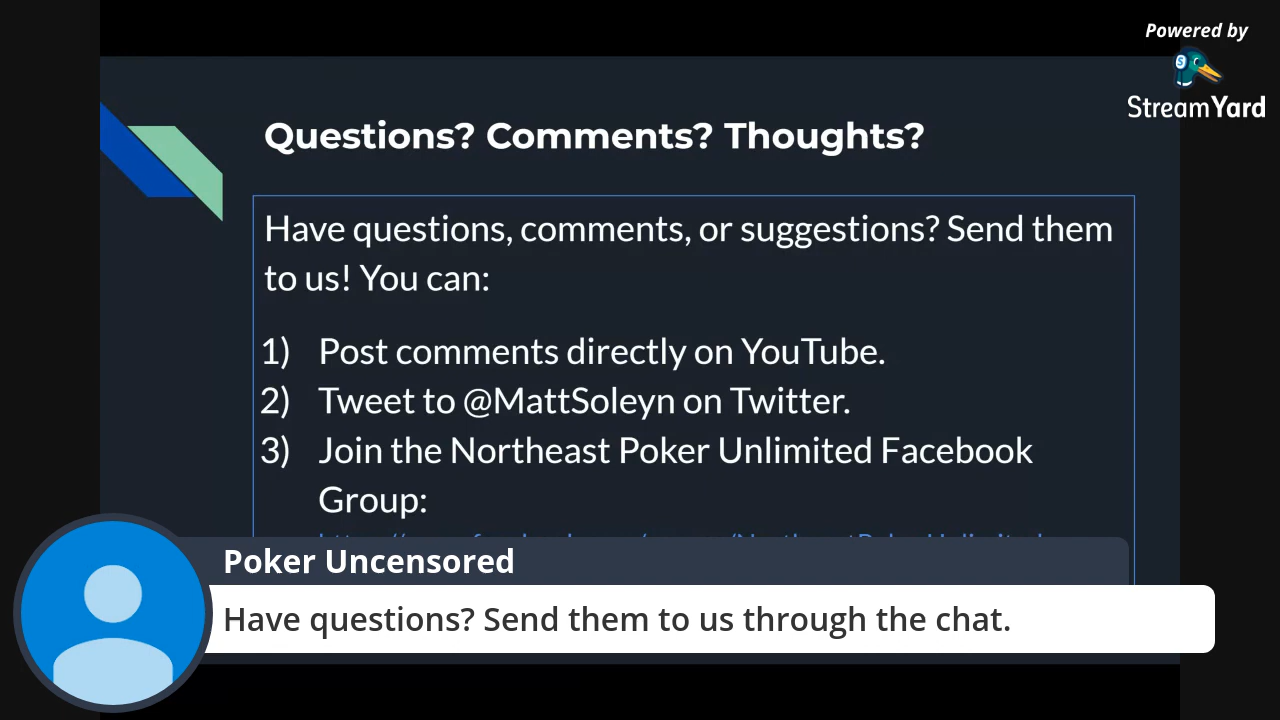 Powered by
StreamYard
Questions? Comments? Thoughts?
Have questions, comments, or suggestions? Send them
to us! You can:
1) Post comments directly on YouTube.
2) Tweet to @MattSoleyn on Twitter.
3) Join the Northeast Poker Unlimited Facebook
Group:
Poker Uncensored
Have questions? Send them to us through the chat.